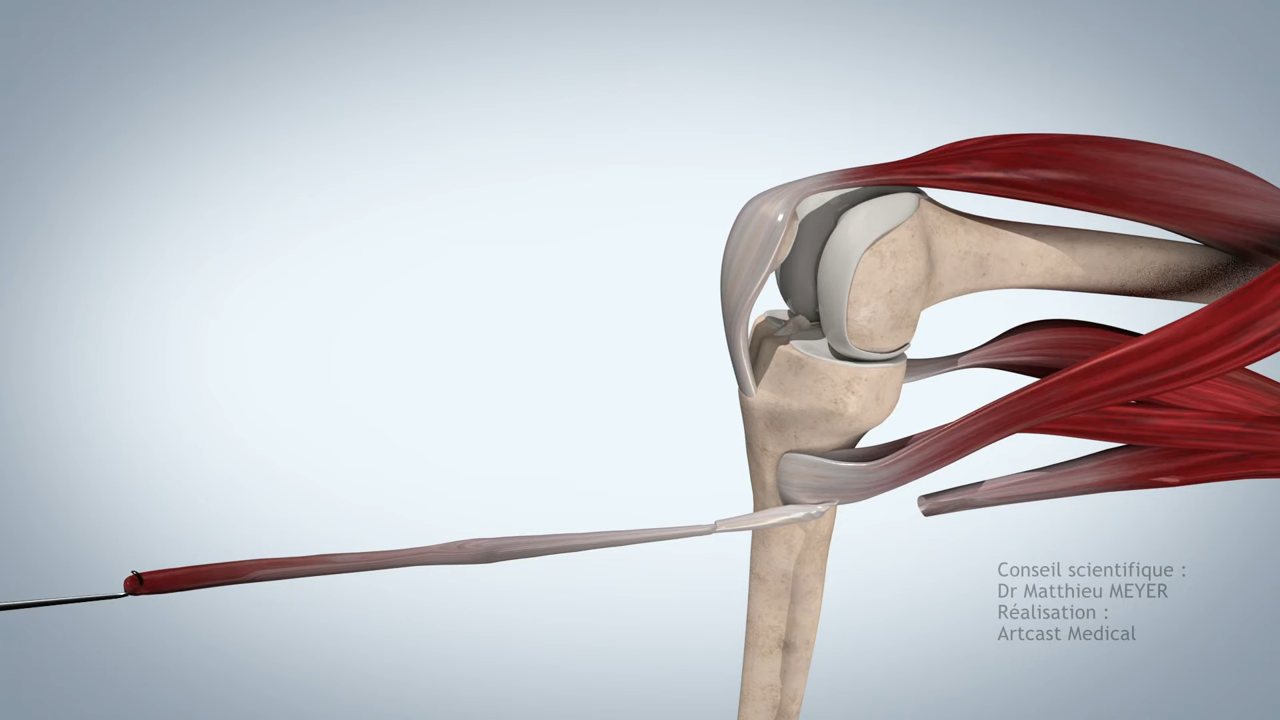 Conseil scientifique :
Dr Matthieu MEYER
Réalisation :
Artcast Medical